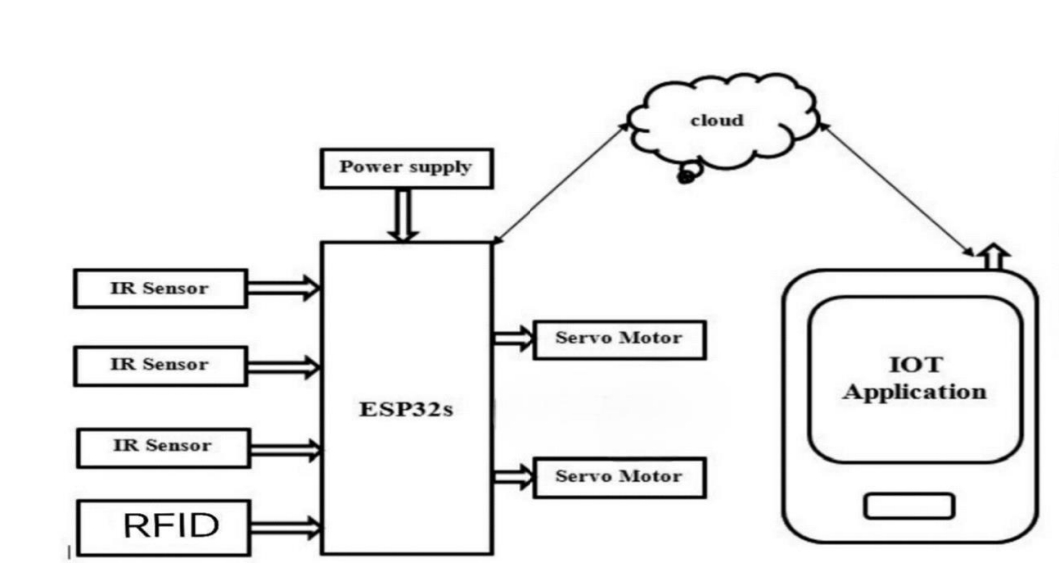 cloud
Power supply
IR Sensor
IR Sensor
IR Sensor
RFID
ESP32s
Servo Motor
Servo Motor
IOT
Application